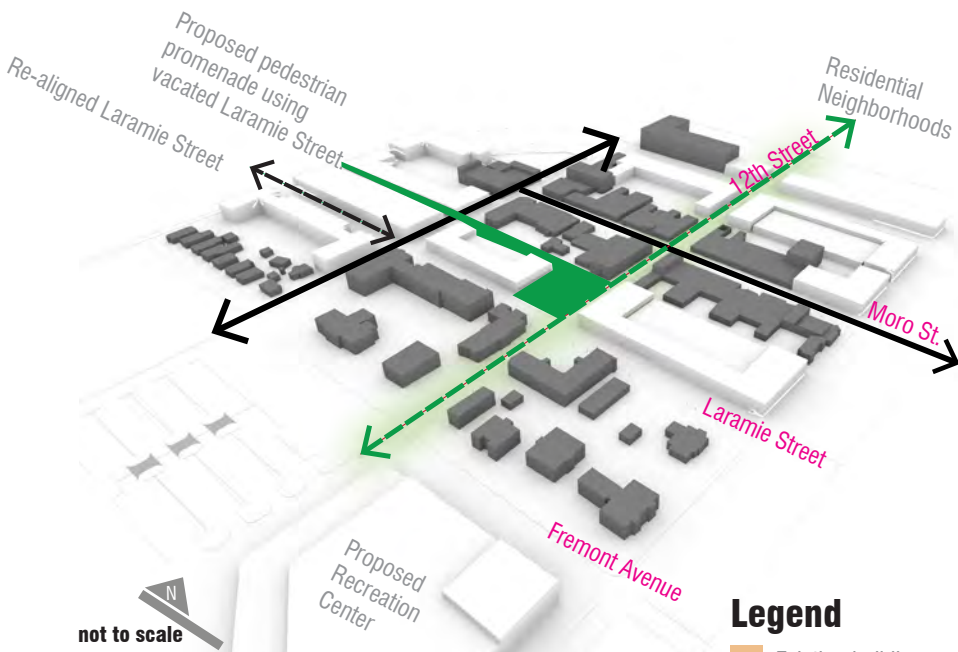 Proposed pedestrian
promenade using
vacated Laramie Street
Re-aligned Laramie Street
Residential
Neighborhoods
12th Street
Moro St.
Laramie Street
Fremont Avenue
Proposed
Recreation
Center
N
not to scale
Legend